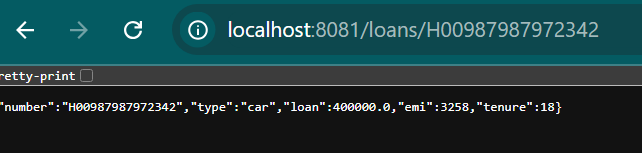 localhost:8081/loans/H00987987972342
retty-print
"number":"H00987987972342","type":"car","loan":400000.0,"emi":3258,"tenure":18}